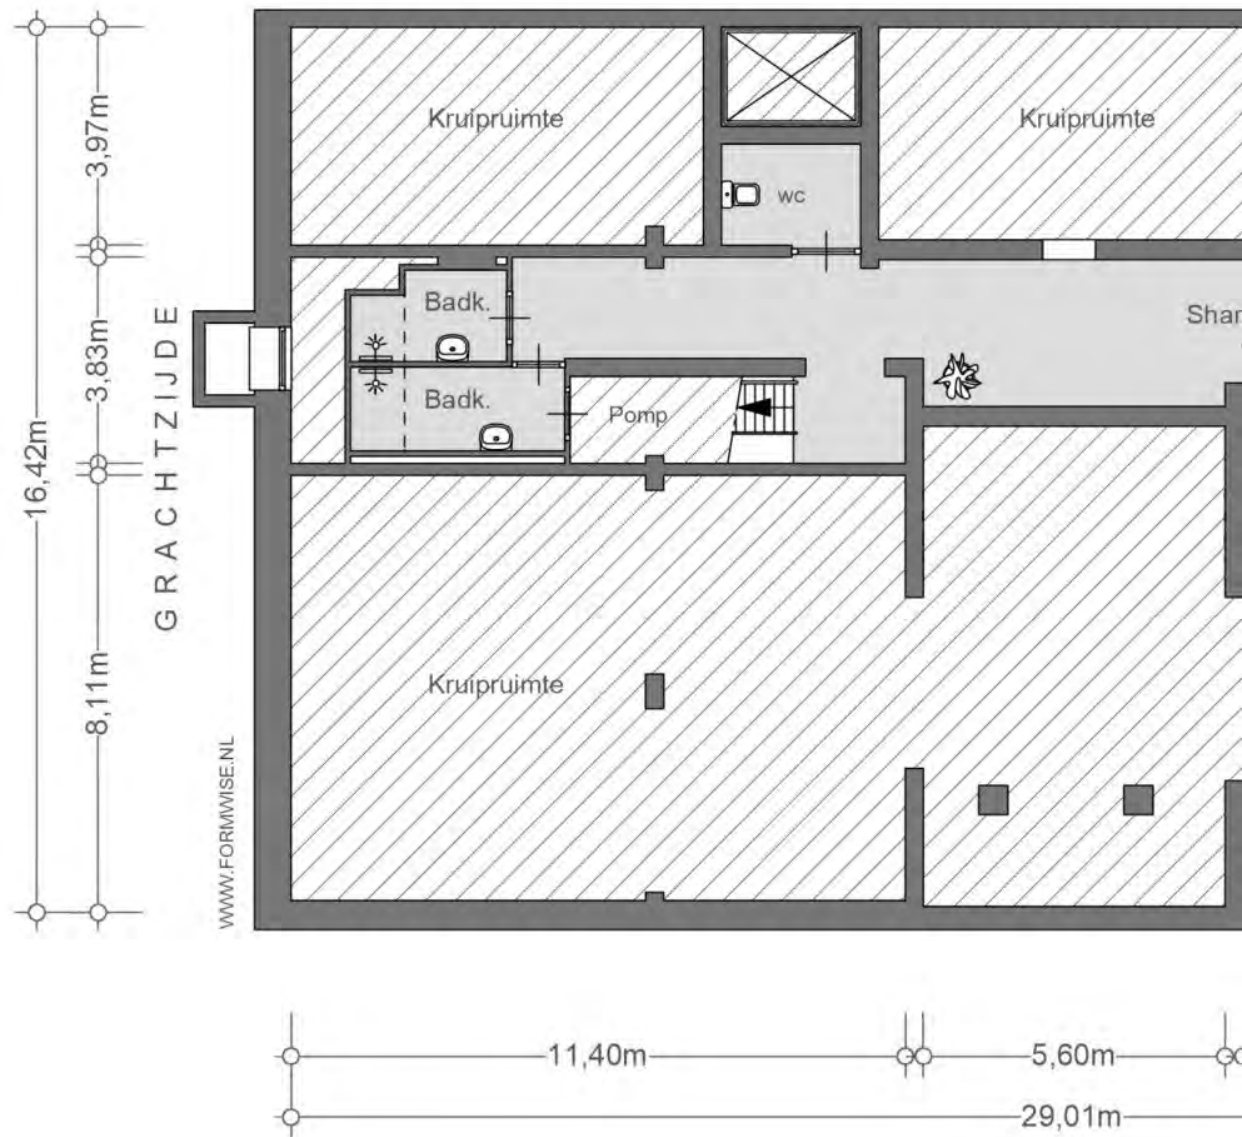 Kruipruimte
Kruipruimte
wc
Badk.
Badk.
Pomp
Shar
Kruipruimte
3,97m
3,83m
8,11m
16,42m
GRACHTZIJDE
WWW.FORMWISE.NL
11,40m
5,60m
29,01m